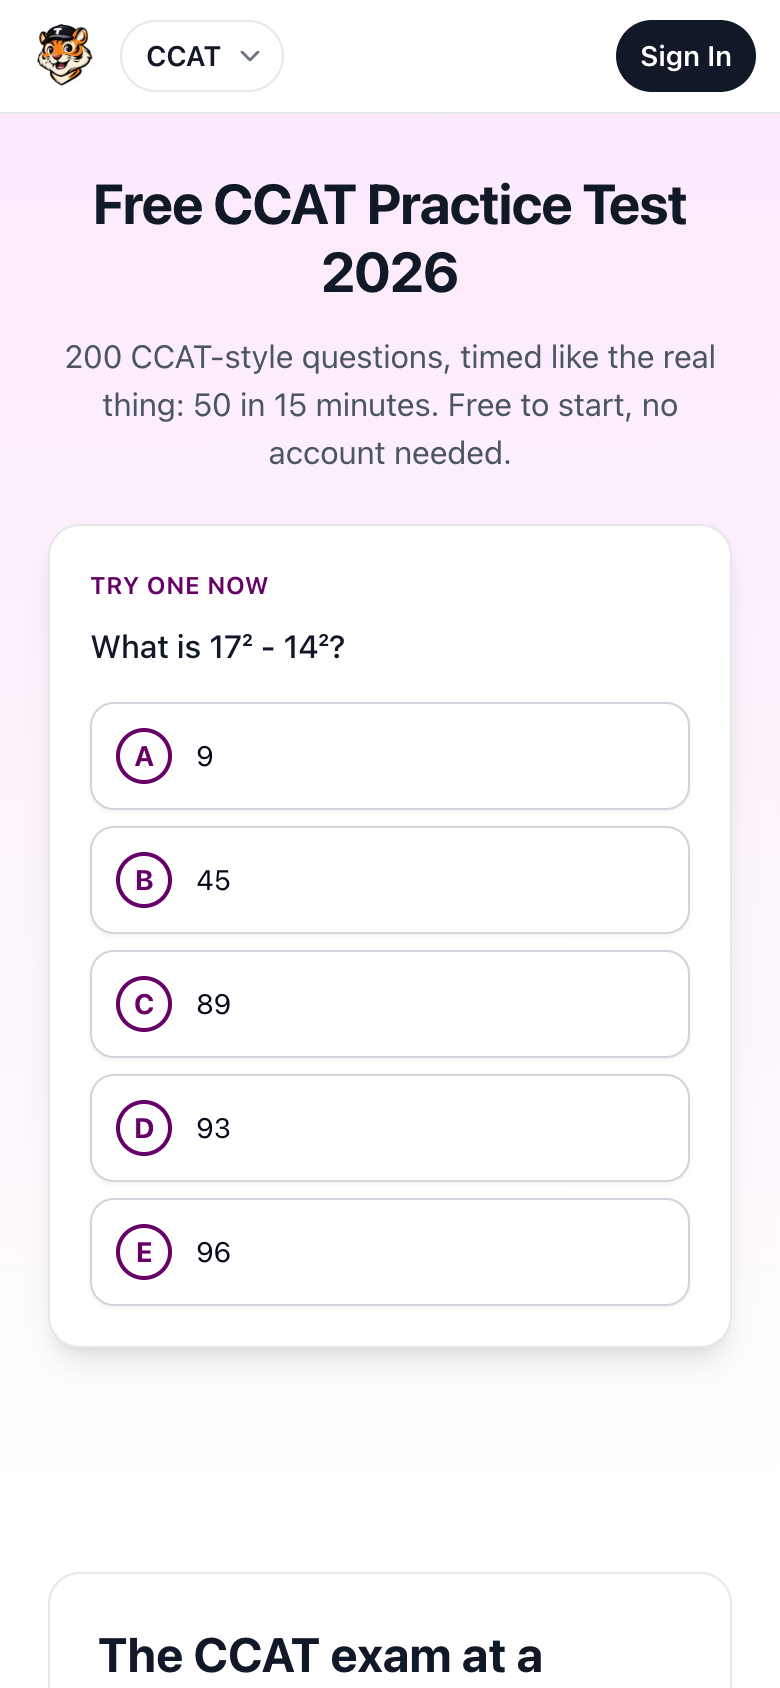 CCAT
Sign In
Free CCAT Practice Test
2026
200 CCAT-style questions, timed like the real
thing: 50 in 15 minutes. Free to start, no
account needed.
TRY ONE NOW
What is 17² - 14²?
A 9
B 45
C 89
D 93
E 96
The CCAT exam at a